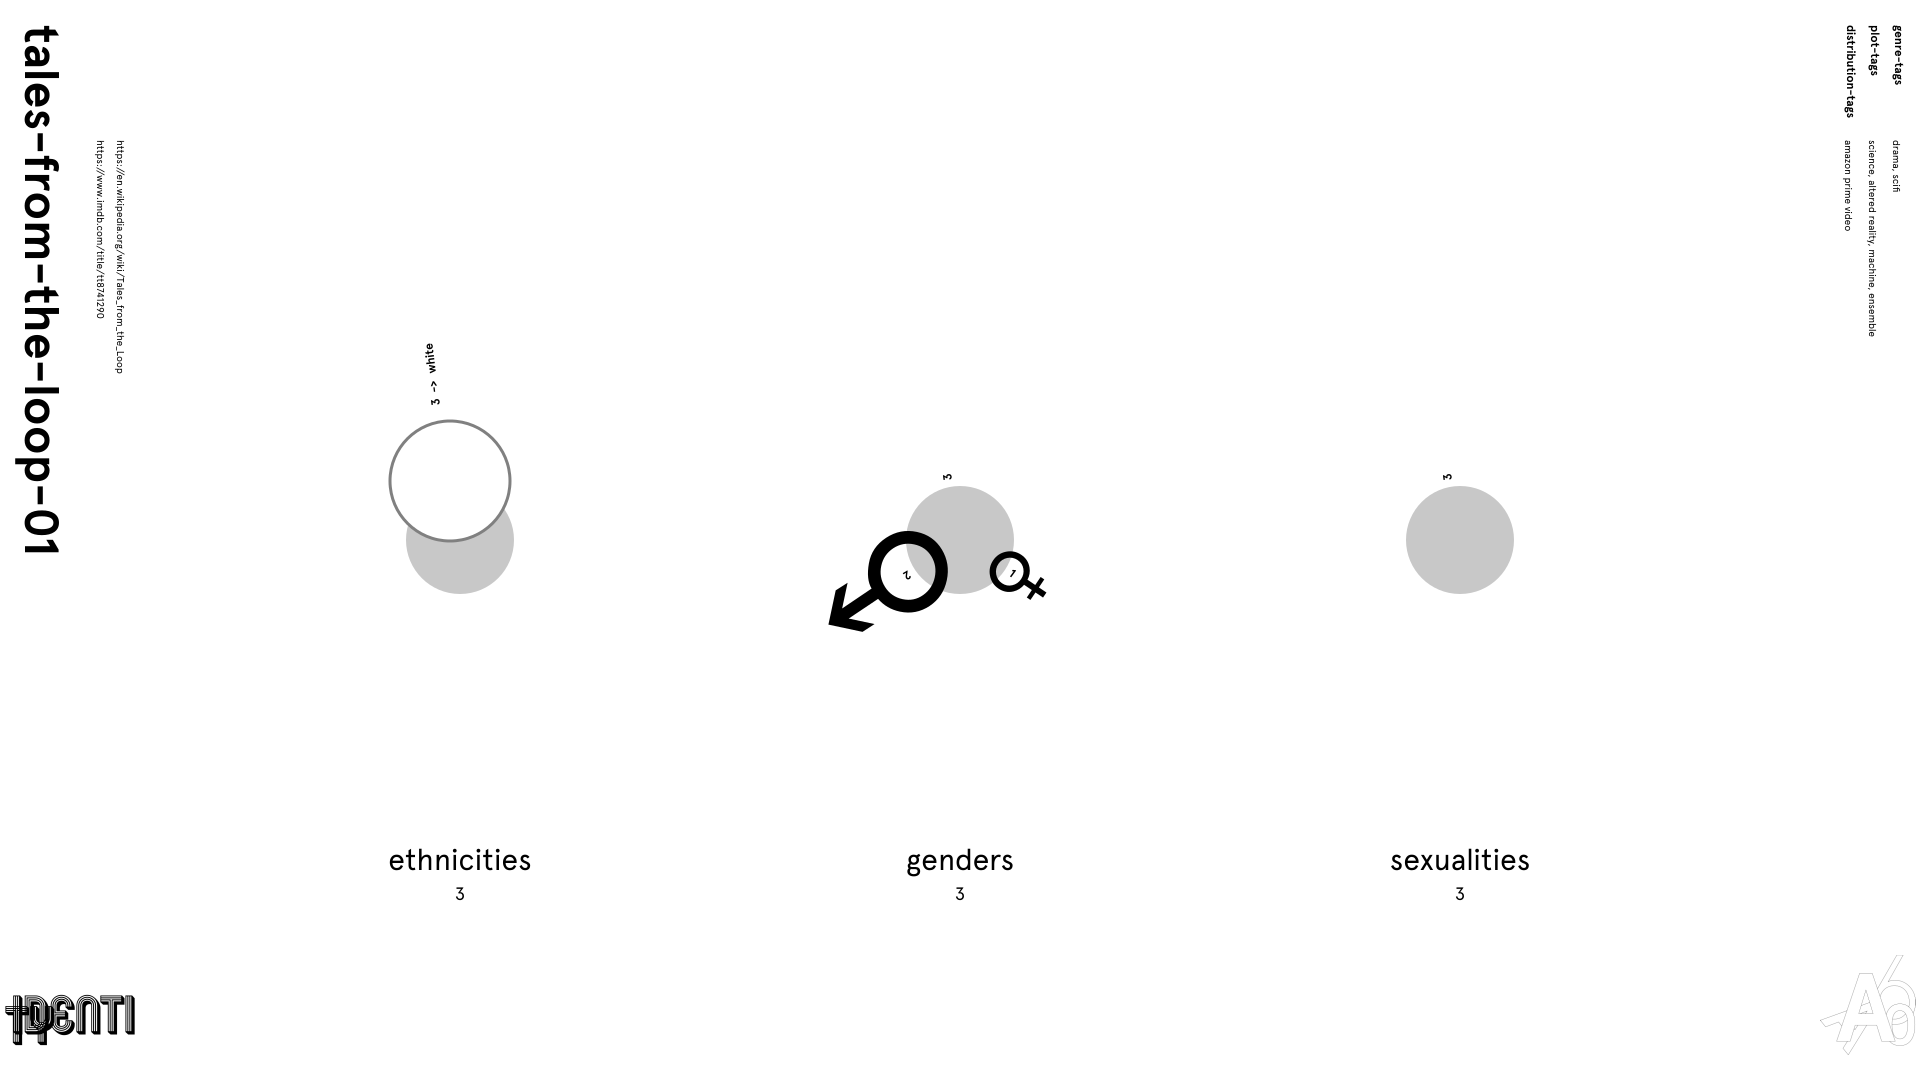 tales-from-the-loop-01
https://en.wikipedia.org/wiki/Tales_from_the_Loop
https://www.imdb.com/title/tt8741290
genre-tags
drama, scifi
plot-tags
science, altered reality, machine, ensemble
distribution-tags
amazon prime video
3 -> white
3
2
1
3
ethnicities
3
genders
3
sexualities
3
IDENTI